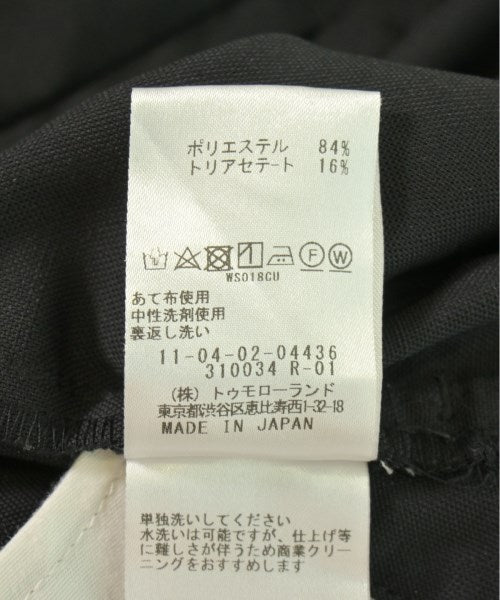 ポリエステル 84%
トリアセテート 16%
F W
WS018CU
あて布使用
中性洗剤使用
裏返し洗い
11-04-02-04436
310034 R-01
(株) トゥモローランド
東京都渋谷区恵比寿西1-32-18
MADE IN JAPAN
単独洗いしてください
水洗いは可能ですが、仕上げ等
に難しさが伴うため商業クリー
ニングをおすすめします